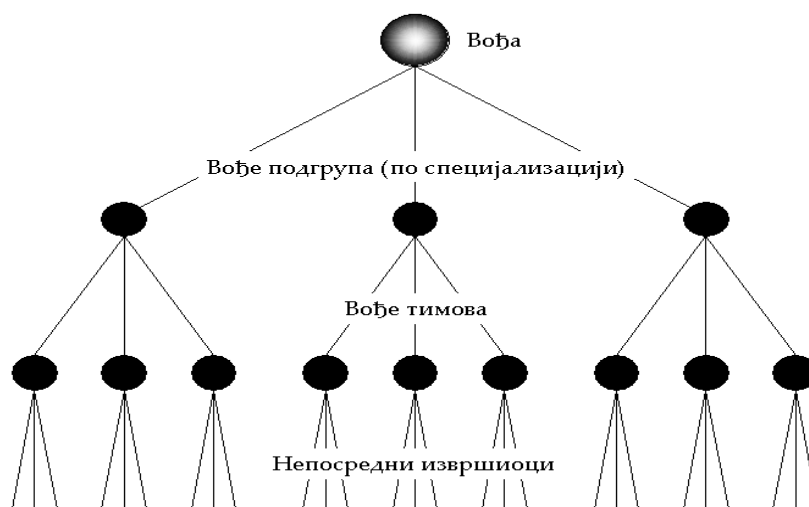 Вођа
Вође подгрупа (по специјализацији)
Вође тимова
Непосредни извршиоци